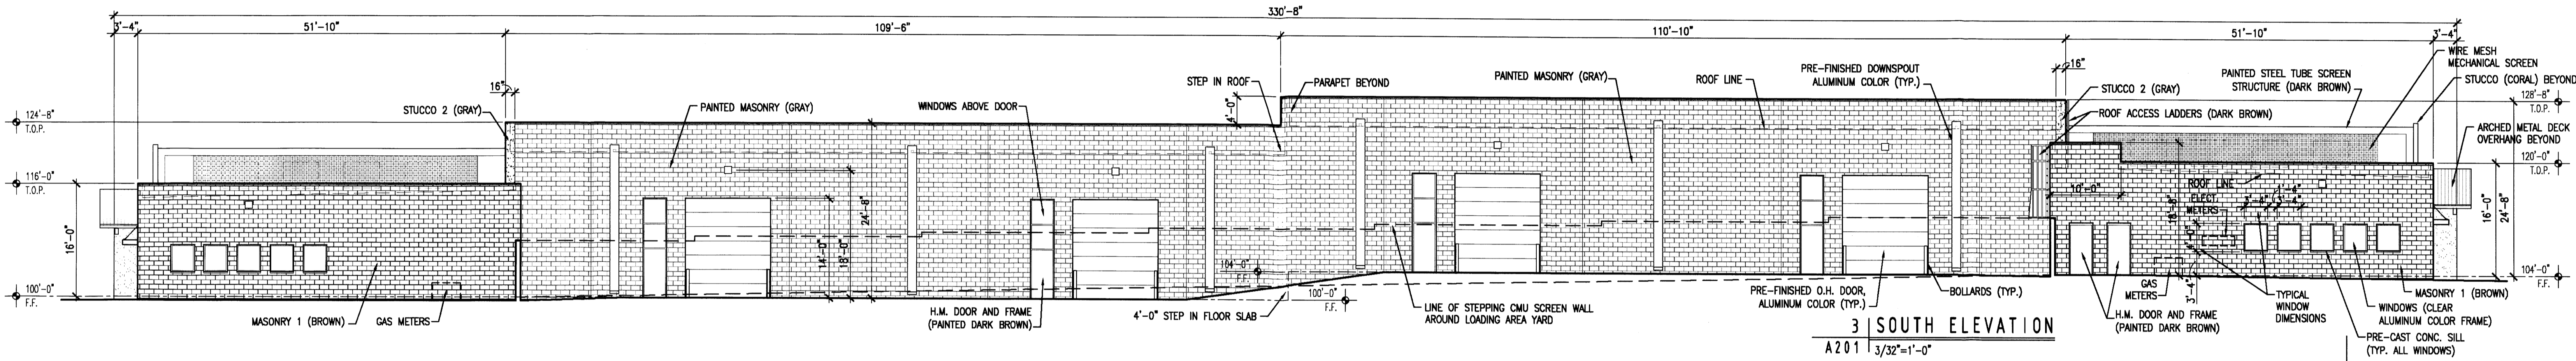 330'-8"
3'-4"
51'-10"
109'-6"
110'-10"
51'-10"
3'-4"
16"
STUCCO 2 (GRAY)
PAINTED MASONRY (GRAY)
WINDOWS ABOVE DOOR
STEP IN ROOF
PARAPET BEYOND
4'-0"
PAINTED MASONRY (GRAY)
ROOF LINE
PRE-FINISHED DOWNSPOUT
ALUMINUM COLOR (TYP.)
16"
STUCCO 2 (GRAY)
ROOF ACCESS LADDERS (DARK BROWN)
PAINTED STEEL TUBE SCREEN
STRUCTURE (DARK BROWN)
WIRE MESH
MECHANICAL SCREEN
STUCCO (CORAL) BEYOND
128'-8"
T.O.P.
ARCHED METAL DECK
OVERHANG BEYOND
120'-0"
T.O.P.
124'-8"
T.O.P.
116'-0"
T.O.P.
16'-0"
100'-0"
F.F.
14'-0"
18'-0"
24'-8"
104'-0"
F.F.
100'-0"
F.F.
10'-0"
18'-8"
ROOF LINE
ELECT.
METERS
3'-4"
1'-4"
4'-0"
3'-4"
16'-0"
24'-8"
104'-0"
F.F.
MASONRY 1 (BROWN)
GAS METERS
H.M. DOOR AND FRAME
(PAINTED DARK BROWN)
4'-0" STEP IN FLOOR SLAB
LINE OF STEPPING CMU SCREEN WALL
AROUND LOADING AREA YARD
PRE-FINISHED O.H. DOOR,
ALUMINUM COLOR (TYP.)
BOLLARDS (TYP.)
H.M. DOOR AND FRAME
(PAINTED DARK BROWN)
GAS
METERS
TYPICAL
WINDOW
DIMENSIONS
MASONRY 1 (BROWN)
WINDOWS (CLEAR
ALUMINUM COLOR FRAME)
PRE-CAST CONC. SILL
(TYP. ALL WINDOWS)
3 SOUTH ELEVATION
A201 3/32"=1'-0"